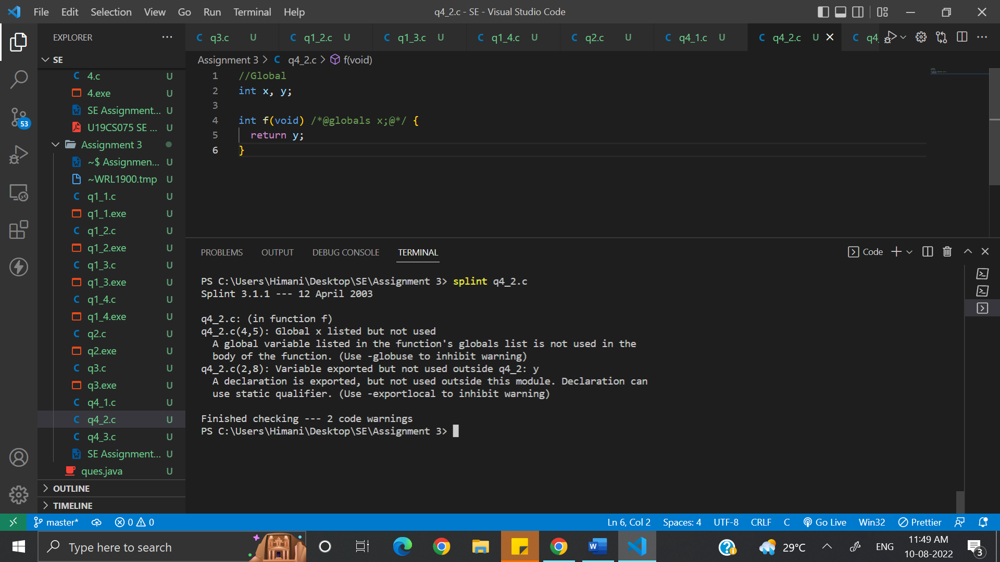 File Edit Selection View Go Run Terminal Help
q4_2.c - SE - Visual Studio Code
EXPLORER
SE
4.c U
4.exe U
SE Assignment... U
U19CS075 SE ... U
Assignment 3
~$ Assignmen... U
~WRL1900.tmp U
q1_1.c U
q1_1.exe U
q1_2.c U
q1_2.exe U
q1_3.c U
q1_3.exe U
q1_4.c U
q1_4.exe U
q2.c U
q2.exe U
q3.c U
q3.exe U
q4_1.c U
q4_2.c U
q4_3.c U
SE Assignment... U
ques.java U
OUTLINE
TIMELINE
53
q3.c U q1_2.c U q1_3.c U q1_4.c U q2.c U q4_1.c U q4_2.c U q4_
Assignment 3 > C q4_2.c > f(void)
1 //Global
2 int x, y;
3
4 int f(void) /*@globals x;@*/ {
5 return y;
6 }
PROBLEMS OUTPUT DEBUG CONSOLE TERMINAL
Code
PS C:\Users\Himani\Desktop\SE\Assignment 3> splint q4_2.c
Splint 3.1.1 --- 12 April 2003
q4_2.c: (in function f)
q4_2.c(4,5): Global x listed but not used
A global variable listed in the function's globals list is not used in the
body of the function. (Use -globuse to inhibit warning)
q4_2.c(2,8): Variable exported but not used outside q4_2: y
A declaration is exported, but not used outside this module. Declaration can
use static qualifier. (Use -exportlocal to inhibit warning)
Finished checking --- 2 code warnings
PS C:\Users\Himani\Desktop\SE\Assignment 3>
master* 0 0
Ln 6, Col 2 Spaces: 4 UTF-8 CRLF C Go Live Win32 Prettier
Type here to search
29°C
ENG
11:49 AM
10-08-2022
3